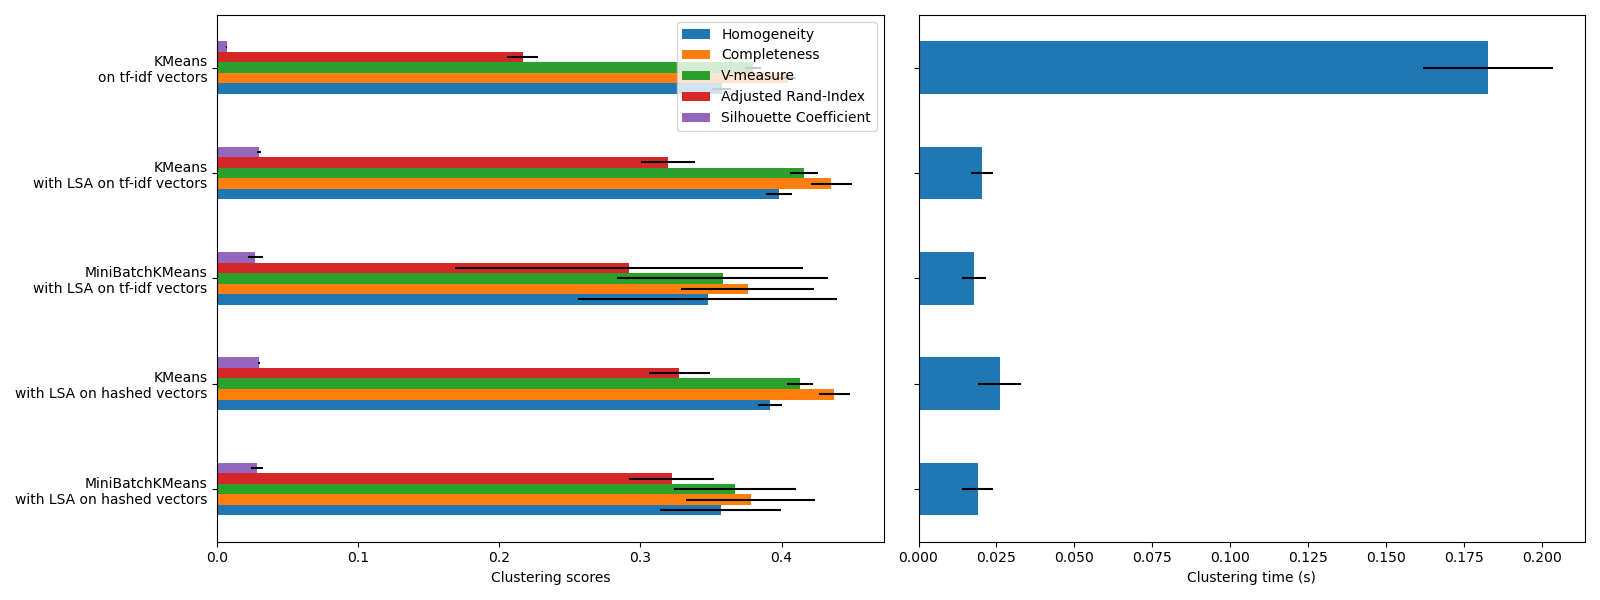 KMeans
on tf-idf vectors
KMeans
with LSA on tf-idf vectors
MiniBatchKMeans
with LSA on tf-idf vectors
KMeans
with LSA on hashed vectors
MiniBatchKMeans
with LSA on hashed vectors
Homogeneity
Completeness
V-measure
Adjusted Rand-Index
Silhouette Coefficient
0.0 0.1 0.2 0.3 0.4
Clustering scores
0.000 0.025 0.050 0.075 0.100 0.125 0.150 0.175 0.200
Clustering time (s)